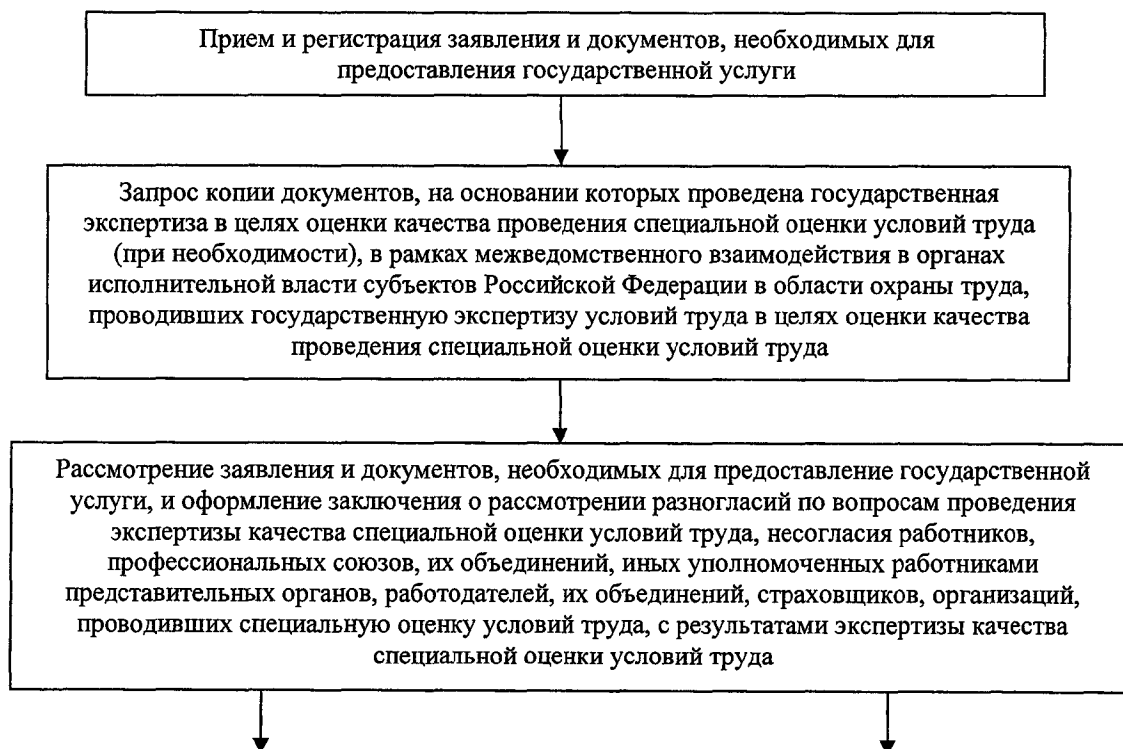 Прием и регистрация заявления и документов, необходимых для
предоставления государственной услуги
Запрос копии документов, на основании которых проведена государственная
экспертиза в целях оценки качества проведения специальной оценки условий труда
(при необходимости), в рамках межведомственного взаимодействия в органах
исполнительной власти субъектов Российской Федерации в области охраны труда,
проводивших государственную экспертизу условий труда в целях оценки качества
проведения специальной оценки условий труда
Рассмотрение заявления и документов, необходимых для предоставление государственной
услуги, и оформление заключения о рассмотрении разногласий по вопросам проведения
экспертизы качества специальной оценки условий труда, несогласия работников,
профессиональных союзов, их объединений, иных уполномоченных работниками
представительных органов, работодателей, их объединений, страховщиков, организаций,
проводивших специальную оценку условий труда, с результатами экспертизы качества
специальной оценки условий труда